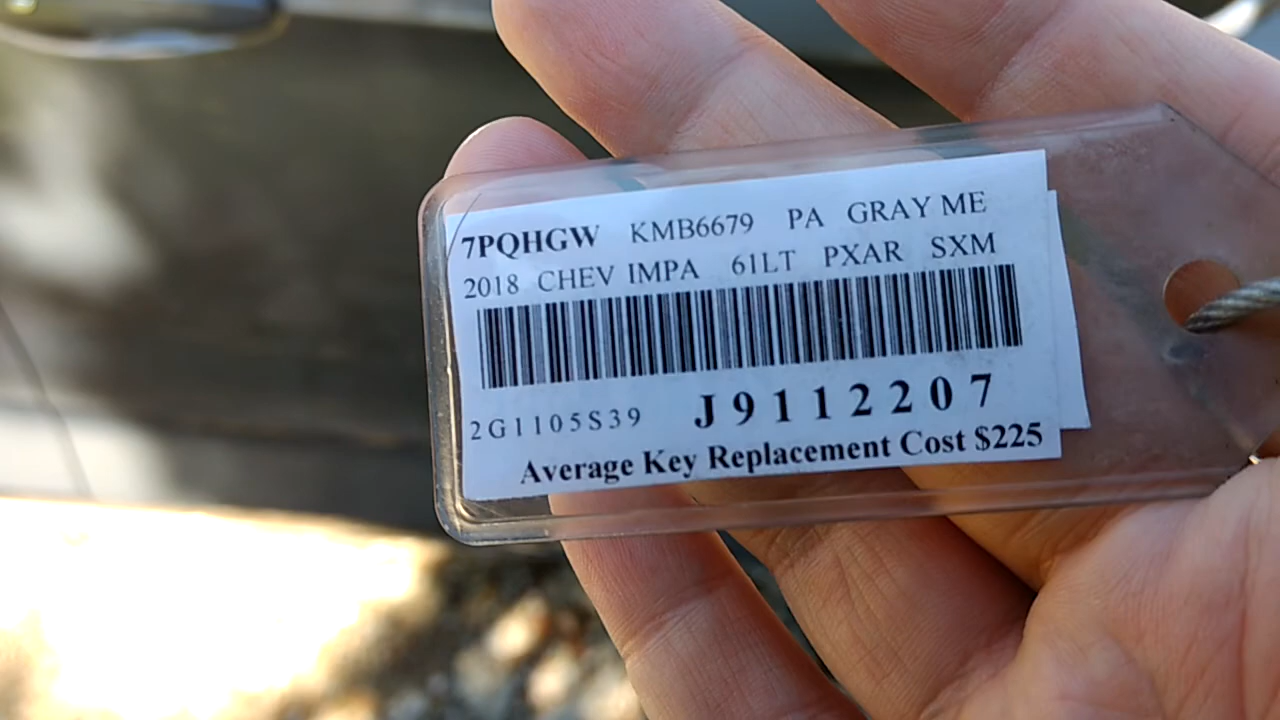 7PQHGW KMB6679 PA GRAY ME
2018 CHEV IMPA 61LT PXAR SXM
2G1105S39 J9112207
Average Key Replacement Cost $225